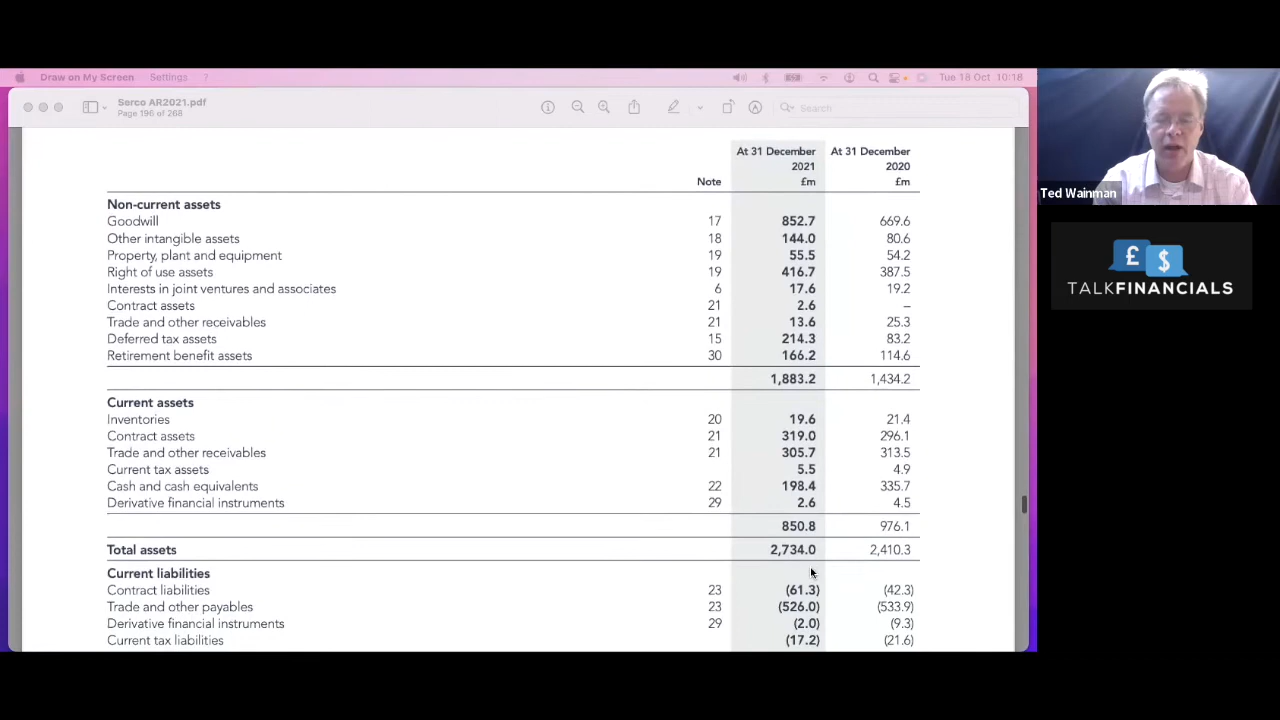 Draw on My Screen Settings ? Tue 18 Oct 10:18
Serco AR2021.pdf
Page 196 of 268
Search
At 31 December At 31 December
2021 2020
Note £m £m
Non-current assets
Goodwill 17 852.7 669.6
Other intangible assets 18 144.0 80.6
Property, plant and equipment 19 55.5 54.2
Right of use assets 19 416.7 387.5
Interests in joint ventures and associates 6 17.6 19.2
Contract assets 21 2.6 –
Trade and other receivables 21 13.6 25.3
Deferred tax assets 15 214.3 83.2
Retirement benefit assets 30 166.2 114.6
1,883.2 1,434.2
Current assets
Inventories 20 19.6 21.4
Contract assets 21 319.0 296.1
Trade and other receivables 21 305.7 313.5
Current tax assets 5.5 4.9
Cash and cash equivalents 22 198.4 335.7
Derivative financial instruments 29 2.6 4.5
850.8 976.1
Total assets 2,734.0 2,410.3
Current liabilities
Contract liabilities 23 (61.3) (42.3)
Trade and other payables 23 (526.0) (533.9)
Derivative financial instruments 29 (2.0) (9.3)
Current tax liabilities (17.2) (21.6)
Ted Wainman
£ $
TALKFINANCIALS